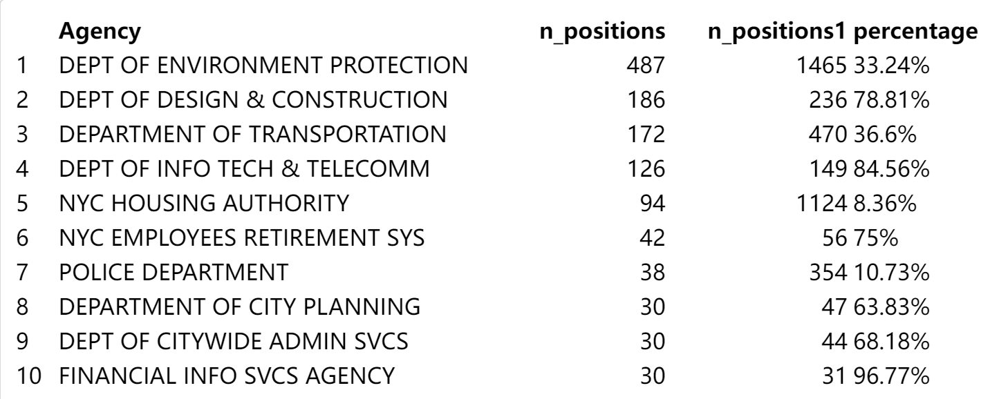 Agency n_positions n_positions1 percentage
1 DEPT OF ENVIRONMENT PROTECTION 487 1465 33.24%
2 DEPT OF DESIGN & CONSTRUCTION 186 236 78.81%
3 DEPARTMENT OF TRANSPORTATION 172 470 36.6%
4 DEPT OF INFO TECH & TELECOMM 126 149 84.56%
5 NYC HOUSING AUTHORITY 94 1124 8.36%
6 NYC EMPLOYEES RETIREMENT SYS 42 56 75%
7 POLICE DEPARTMENT 38 354 10.73%
8 DEPARTMENT OF CITY PLANNING 30 47 63.83%
9 DEPT OF CITYWIDE ADMIN SVCS 30 44 68.18%
10 FINANCIAL INFO SVCS AGENCY 30 31 96.77%